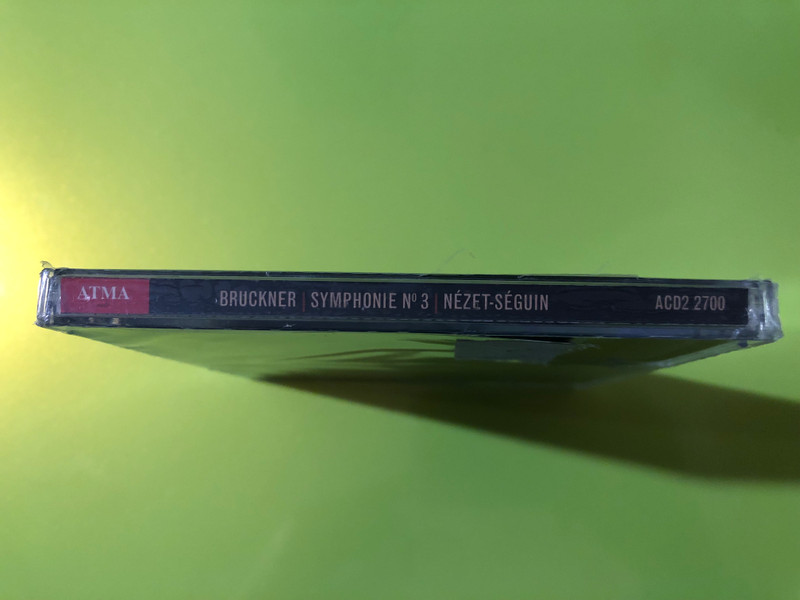 ATMA BRUCKNER | SYMPHONIE Nº 3 | NÉZET-SÉGUIN ACD2 2700